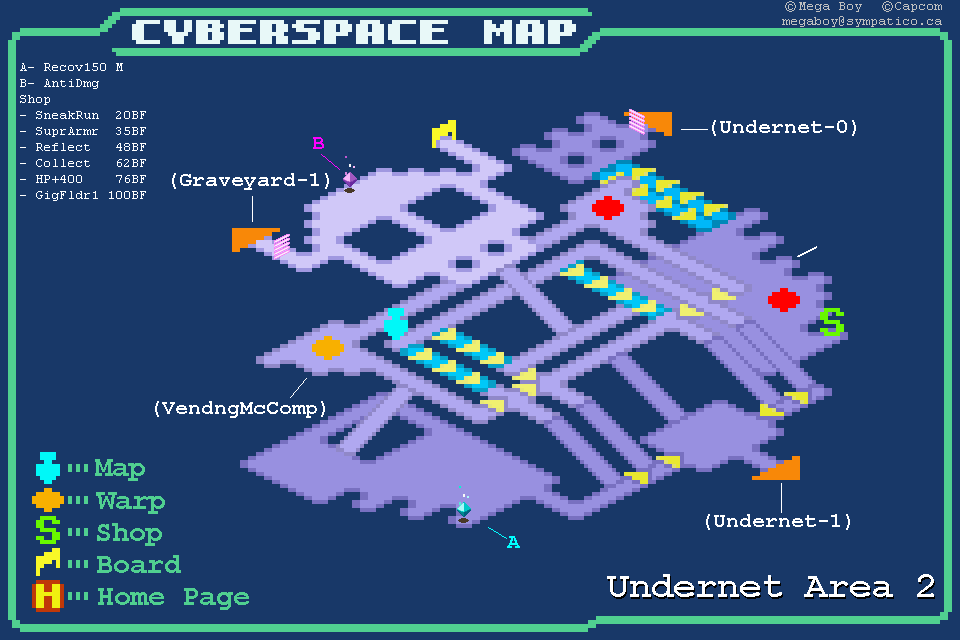 ©Mega Boy ©Capcom
megaboy@sympatico.ca
CYBERSPACE MAP
A- Recov150 M
B- AntiDmg
Shop
- SneakRun 20BF
- SuprArmr 35BF
- Reflect 48BF
- Collect 62BF
- HP+400 76BF
- GigFldr1 100BF
(Undernet-0)
B
(Graveyard-1)
S
(VendngMcComp)
Map
Warp
S Shop
Board
H Home Page
(Undernet-1)
A
Undernet Area 2